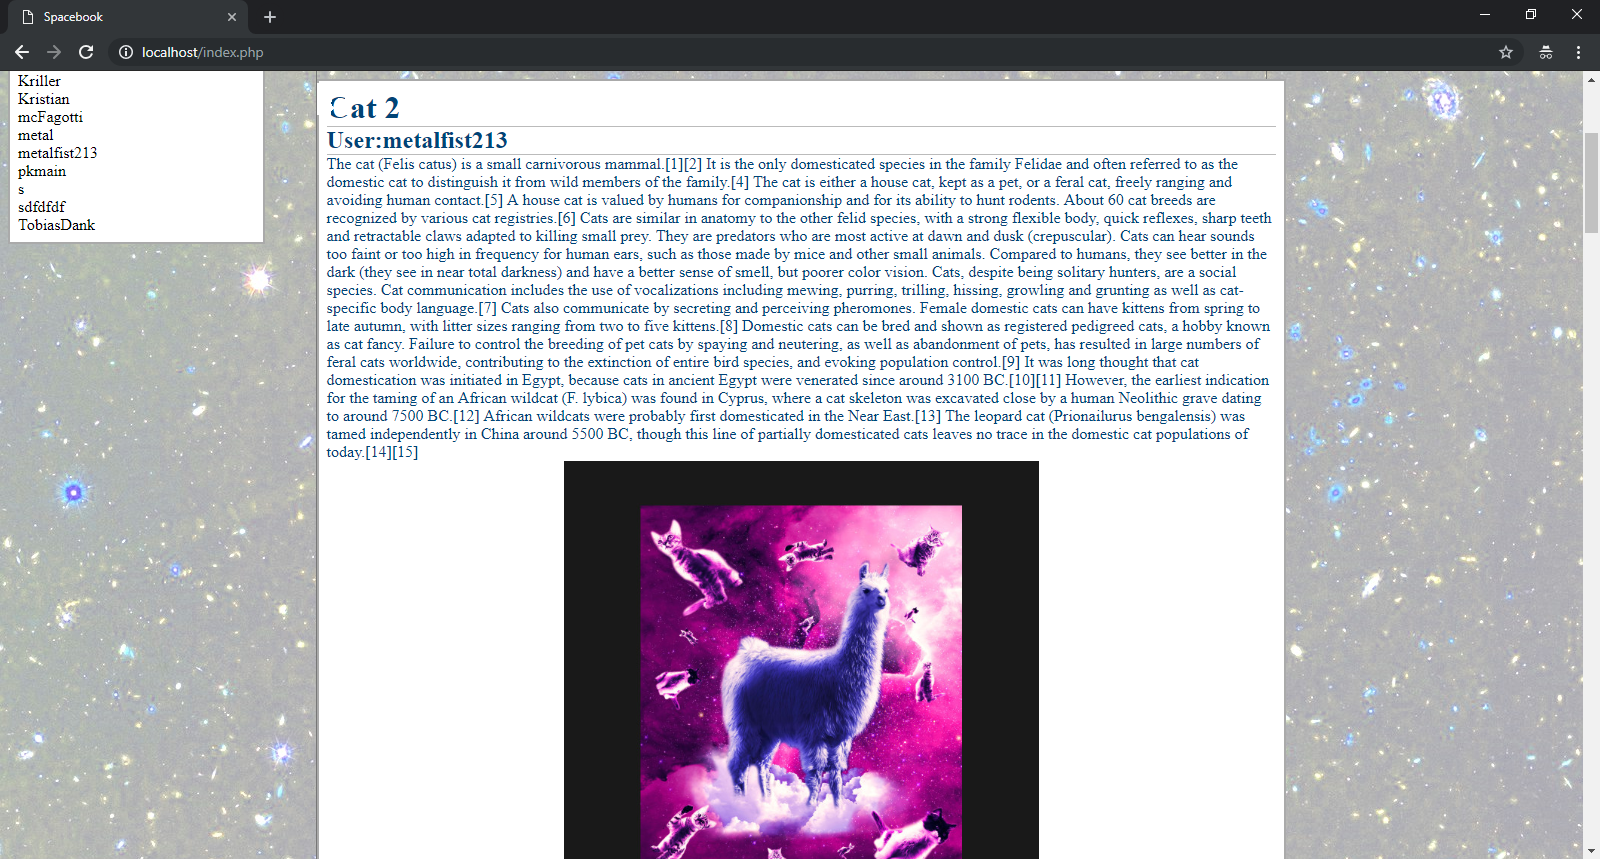 Spacebook
localhost/index.php
Kriller
Kristian
mcFagotti
metal
metalfist213
pkmain
s
sdfdfdf
TobiasDank
Cat 2
User:metalfist213
The cat (Felis catus) is a small carnivorous mammal.[1][2] It is the only domesticated species in the family Felidae and often referred to as the
domestic cat to distinguish it from wild members of the family.[4] The cat is either a house cat, kept as a pet, or a feral cat, freely ranging and
avoiding human contact.[5] A house cat is valued by humans for companionship and for its ability to hunt rodents. About 60 cat breeds are
recognized by various cat registries.[6] Cats are similar in anatomy to the other felid species, with a strong flexible body, quick reflexes, sharp teeth
and retractable claws adapted to killing small prey. They are predators who are most active at dawn and dusk (crepuscular). Cats can hear sounds
too faint or too high in frequency for human ears, such as those made by mice and other small animals. Compared to humans, they see better in the
dark (they see in near total darkness) and have a better sense of smell, but poorer color vision. Cats, despite being solitary hunters, are a social
species. Cat communication includes the use of vocalizations including mewing, purring, trilling, hissing, growling and grunting as well as cat-
specific body language.[7] Cats also communicate by secreting and perceiving pheromones. Female domestic cats can have kittens from spring to
late autumn, with litter sizes ranging from two to five kittens.[8] Domestic cats can be bred and shown as registered pedigreed cats, a hobby known
as cat fancy. Failure to control the breeding of pet cats by spaying and neutering, as well as abandonment of pets, has resulted in large numbers of
feral cats worldwide, contributing to the extinction of entire bird species, and evoking population control.[9] It was long thought that cat
domestication was initiated in Egypt, because cats in ancient Egypt were venerated since around 3100 BC.[10][11] However, the earliest indication
for the taming of an African wildcat (F. lybica) was found in Cyprus, where a cat skeleton was excavated close by a human Neolithic grave dating
to around 7500 BC.[12] African wildcats were probably first domesticated in the Near East.[13] The leopard cat (Prionailurus bengalensis) was
tamed independently in China around 5500 BC, though this line of partially domesticated cats leaves no trace in the domestic cat populations of
today.[14][15]